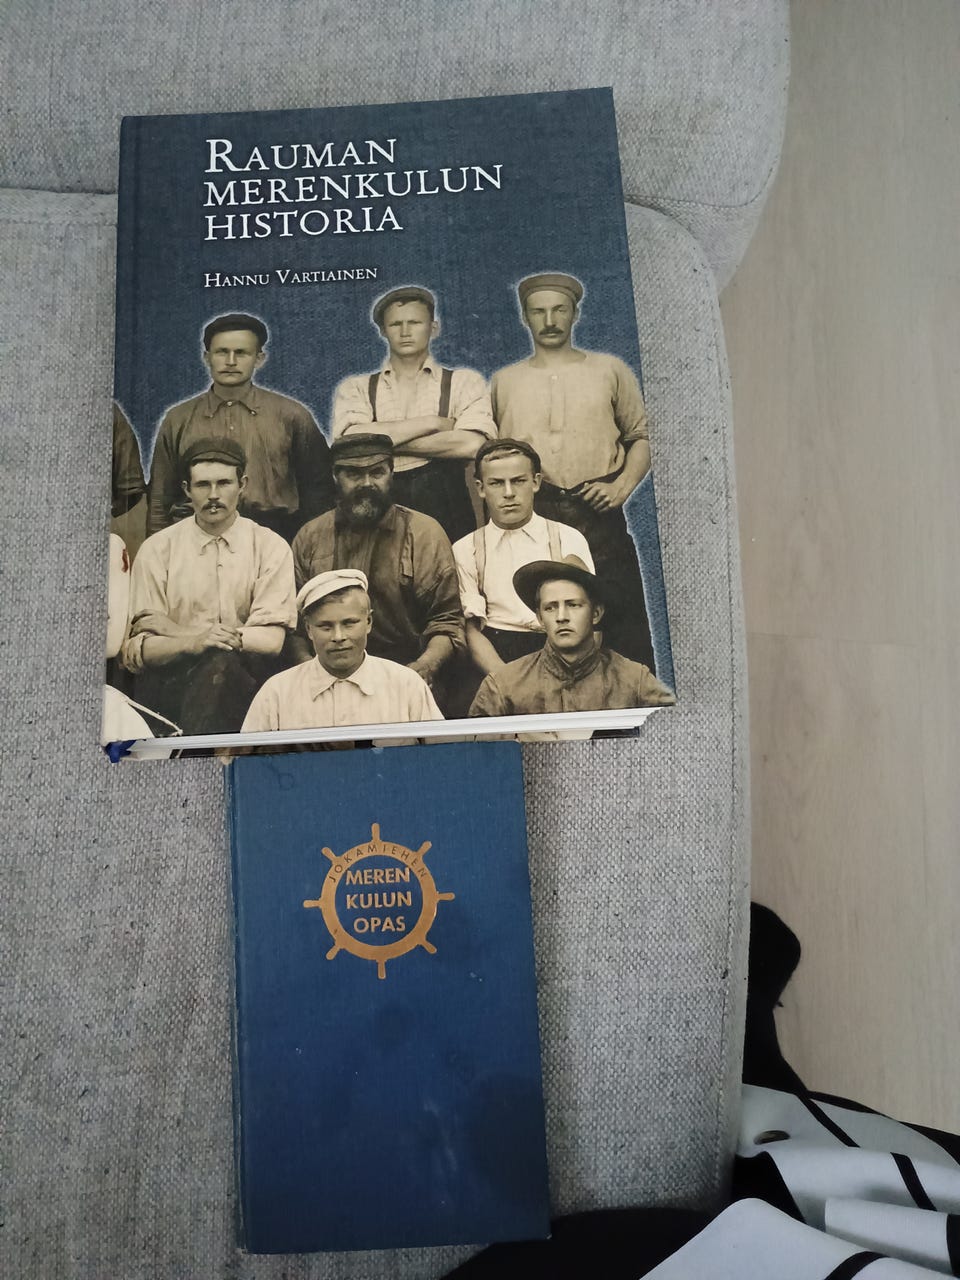 RAUMAN
MERENKULUN
HISTORIA
HANNU VARTIAINEN
JOKAMIEHEN
MEREN
KULUN
OPAS